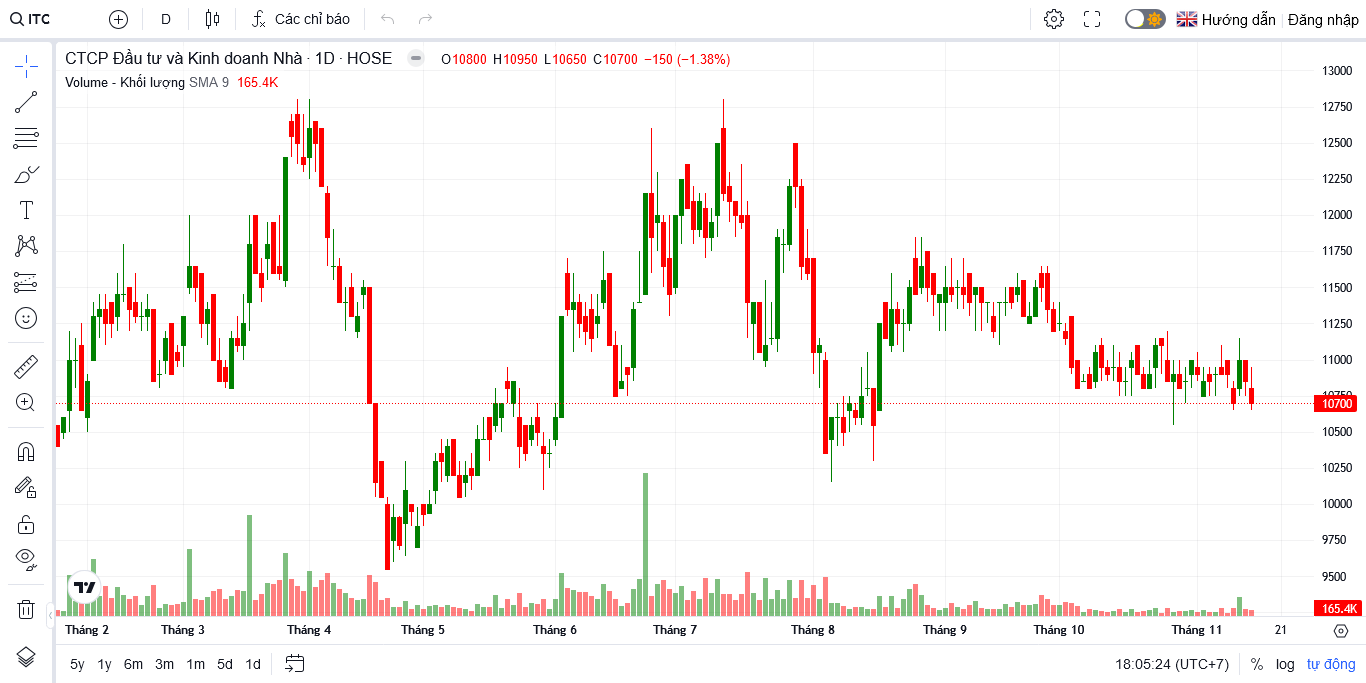 ITC D Các chỉ báo Hướng dẫn Đăng nhập
CTCP Đầu tư và Kinh doanh Nhà · 1D · HOSE O10800 H10950 L10650 C10700 −150 (−1.38%)
Volume - Khối lượng SMA 9 165.4K
13000
12750
12500
12250
12000
11750
11500
11250
11000
10750
10700
10500
10250
10000
9750
9500
165.4K
Tháng 2 Tháng 3 Tháng 4 Tháng 5 Tháng 6 Tháng 7 Tháng 8 Tháng 9 Tháng 10 Tháng 11 21
5y 1y 6m 3m 1m 5d 1d 18:05:24 (UTC+7) % log tự động